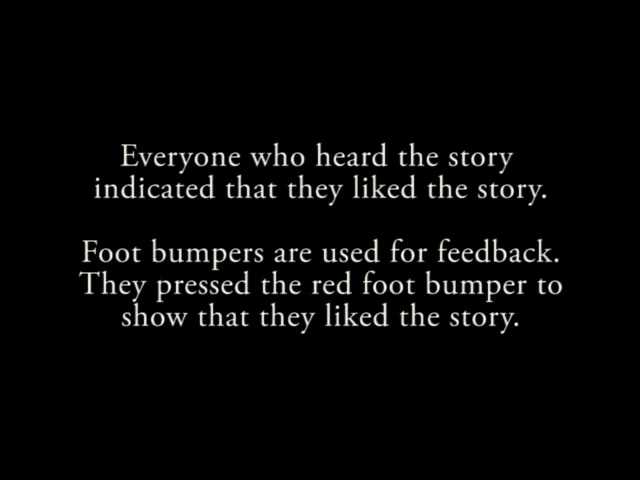 Everyone who heard the story
indicated that they liked the story.
Foot bumpers are used for feedback.
They pressed the red foot bumper to
show that they liked the story.